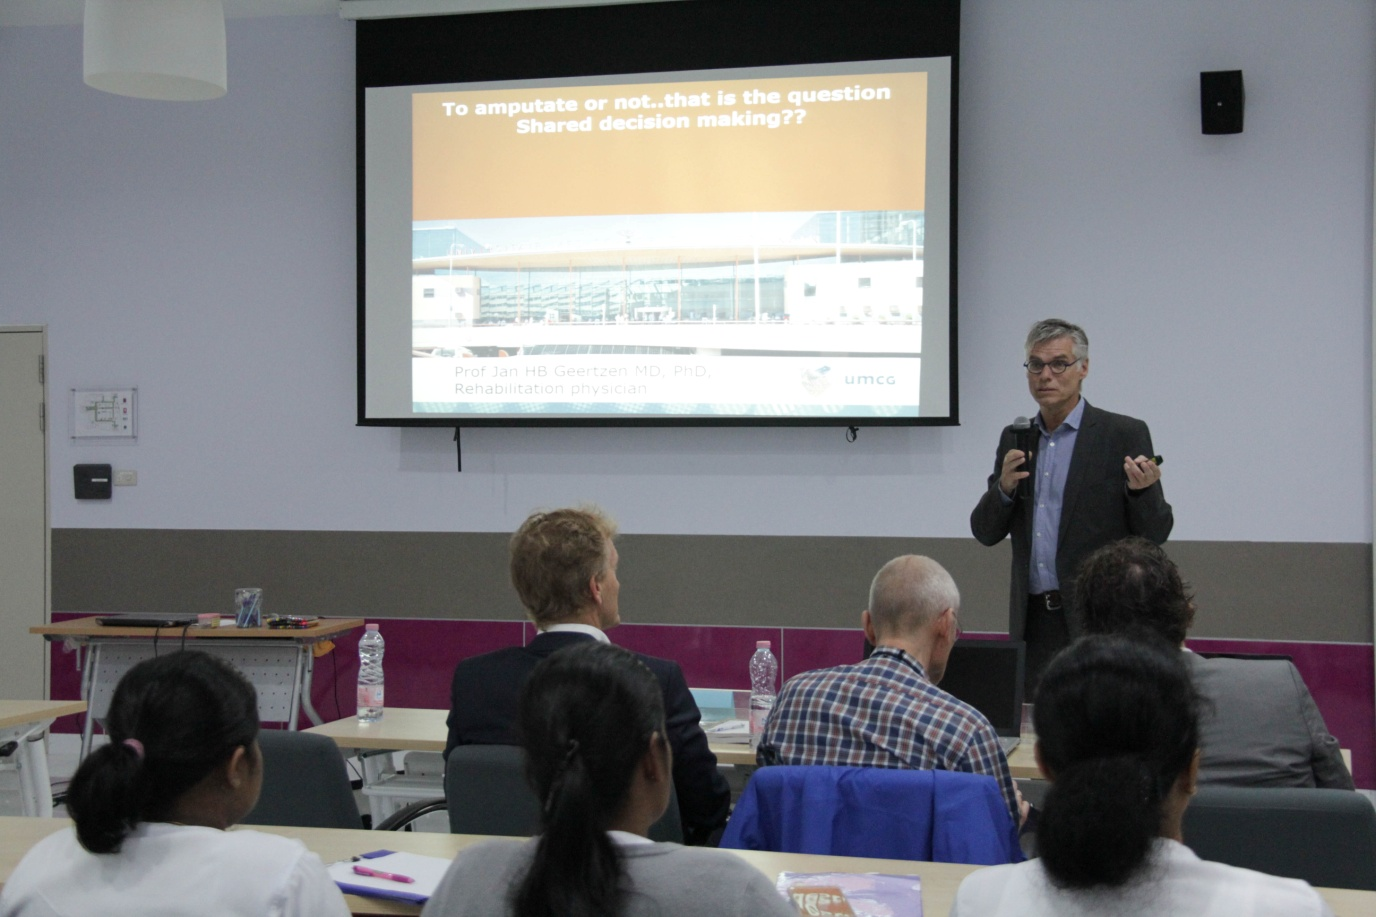 To amputate or not..that is the question
Shared decision making??
Prof Jan HB Geertzen MD, PhD,
Rehabilitation physician
umcg